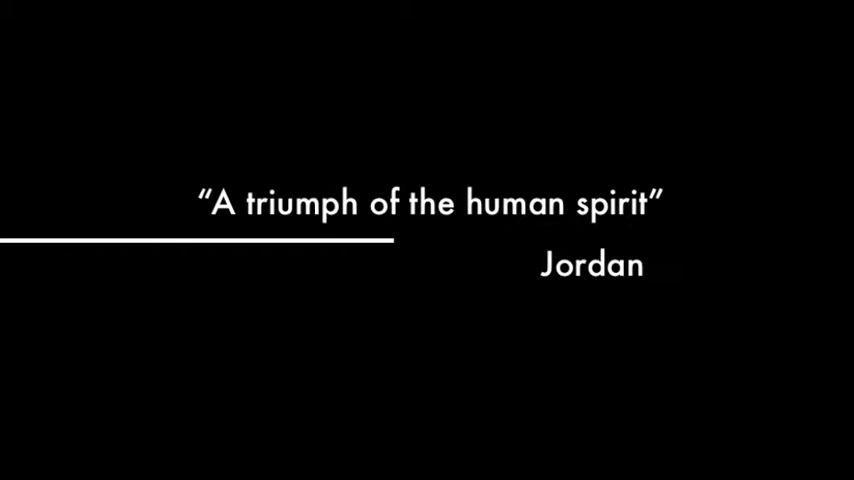 “A triumph of the human spirit”
Jordan